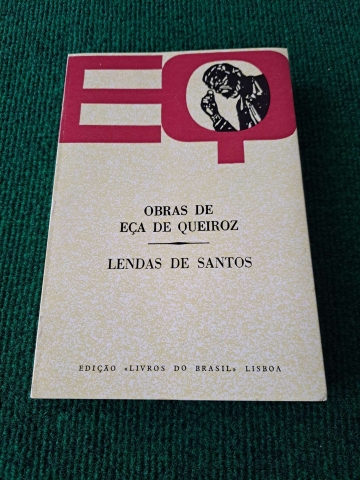 EQ
OBRAS DE
EÇA DE QUEIROZ
LENDAS DE SANTOS
EDIÇÃO «LIVROS DO BRASIL» LISBOA